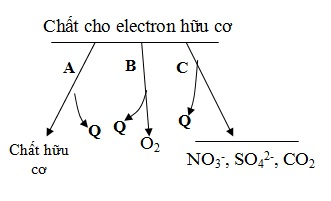 Chất cho electron hữu cơ
A B C
Q Q Q
Chất hữu
cơ
O₂
NO₃⁻, SO₄²⁻, CO₂